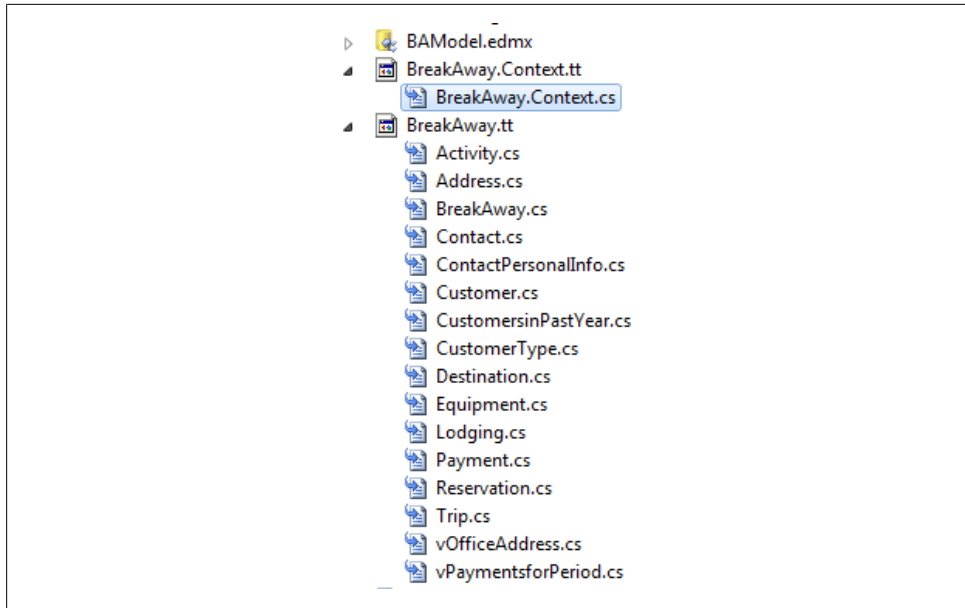 BAModel.edmx
BreakAway.Context.tt
BreakAway.Context.cs
BreakAway.tt
Activity.cs
Address.cs
BreakAway.cs
Contact.cs
ContactPersonalInfo.cs
Customer.cs
CustomersinPastYear.cs
CustomerType.cs
Destination.cs
Equipment.cs
Lodging.cs
Payment.cs
Reservation.cs
Trip.cs
vOfficeAddress.cs
vPaymentsforPeriod.cs